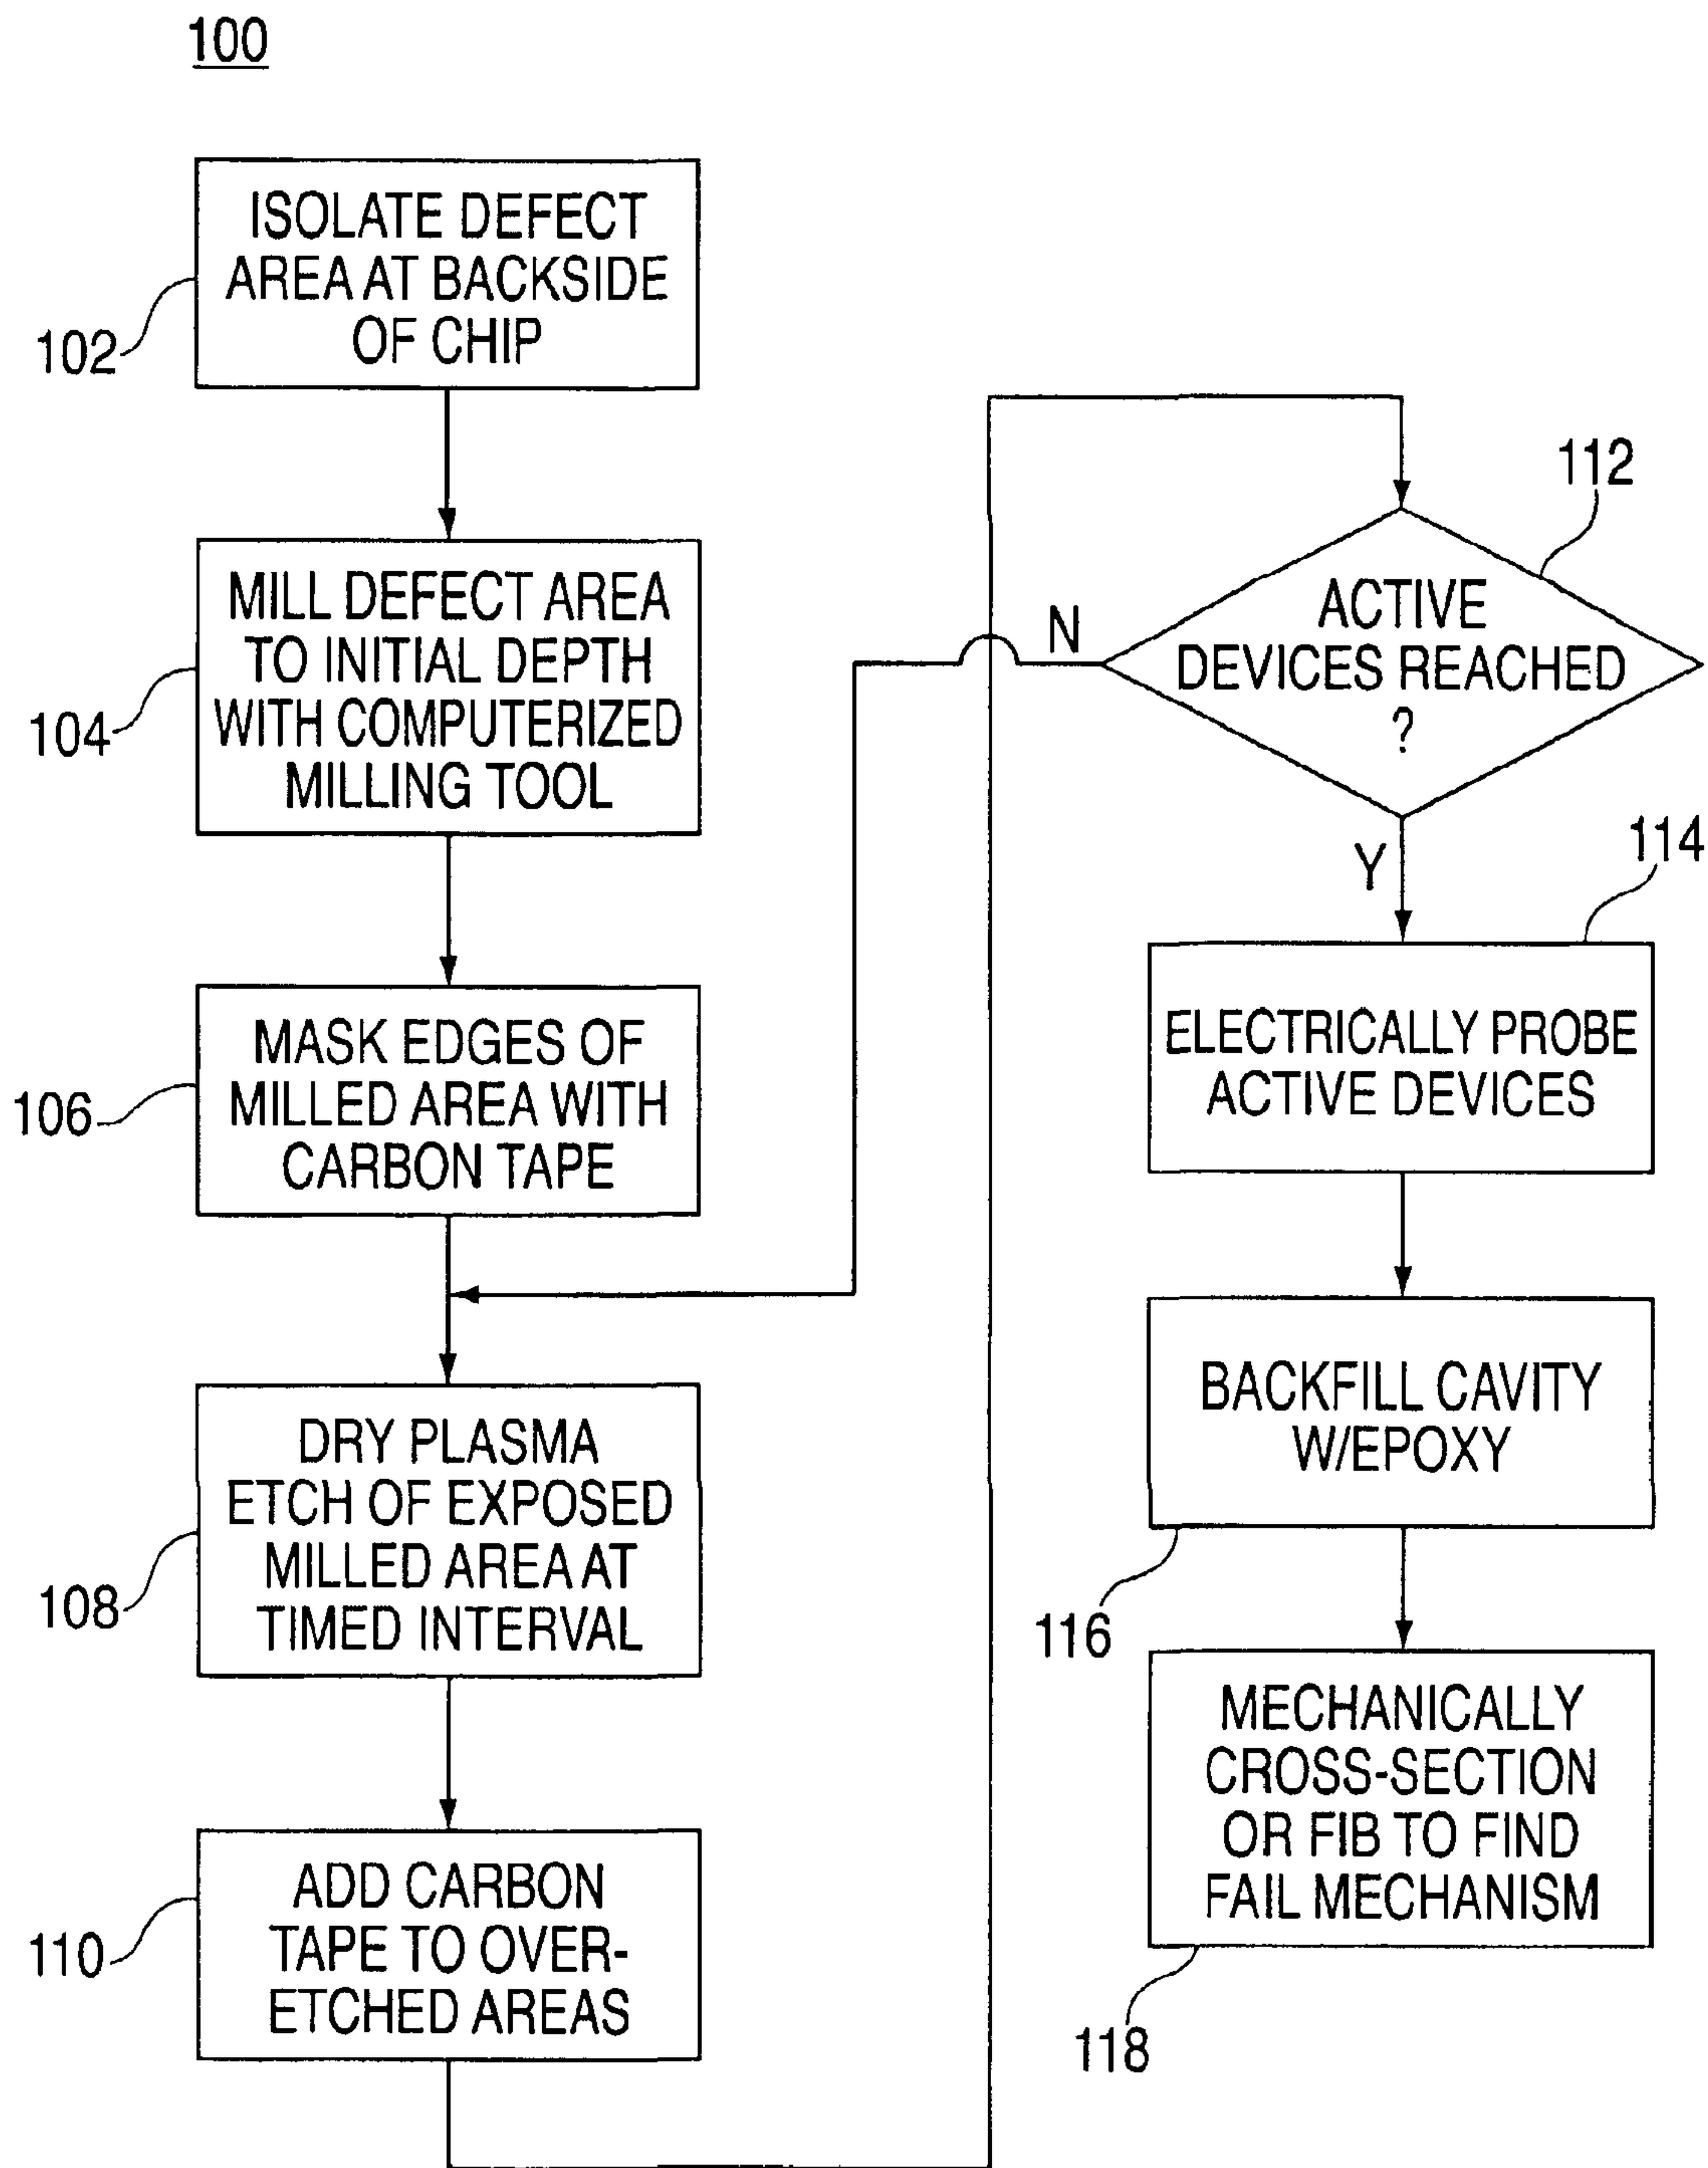 100
ISOLATE DEFECT
AREA AT BACKSIDE
OF CHIP
102
MILL DEFECT AREA
TO INITIAL DEPTH
WITH COMPUTERIZED
MILLING TOOL
104
MASK EDGES OF
MILLED AREA WITH
CARBON TAPE
106
DRY PLASMA
ETCH OF EXPOSED
MILLED AREA AT
TIMED INTERVAL
108
ADD CARBON
TAPE TO OVER-
ETCHED AREAS
110
112
ACTIVE
DEVICES REACHED
?
N
Y
114
ELECTRICALLY PROBE
ACTIVE DEVICES
BACKFILL CAVITY
W/EPOXY
116
MECHANICALLY
CROSS-SECTION
OR FIB TO FIND
FAIL MECHANISM
118